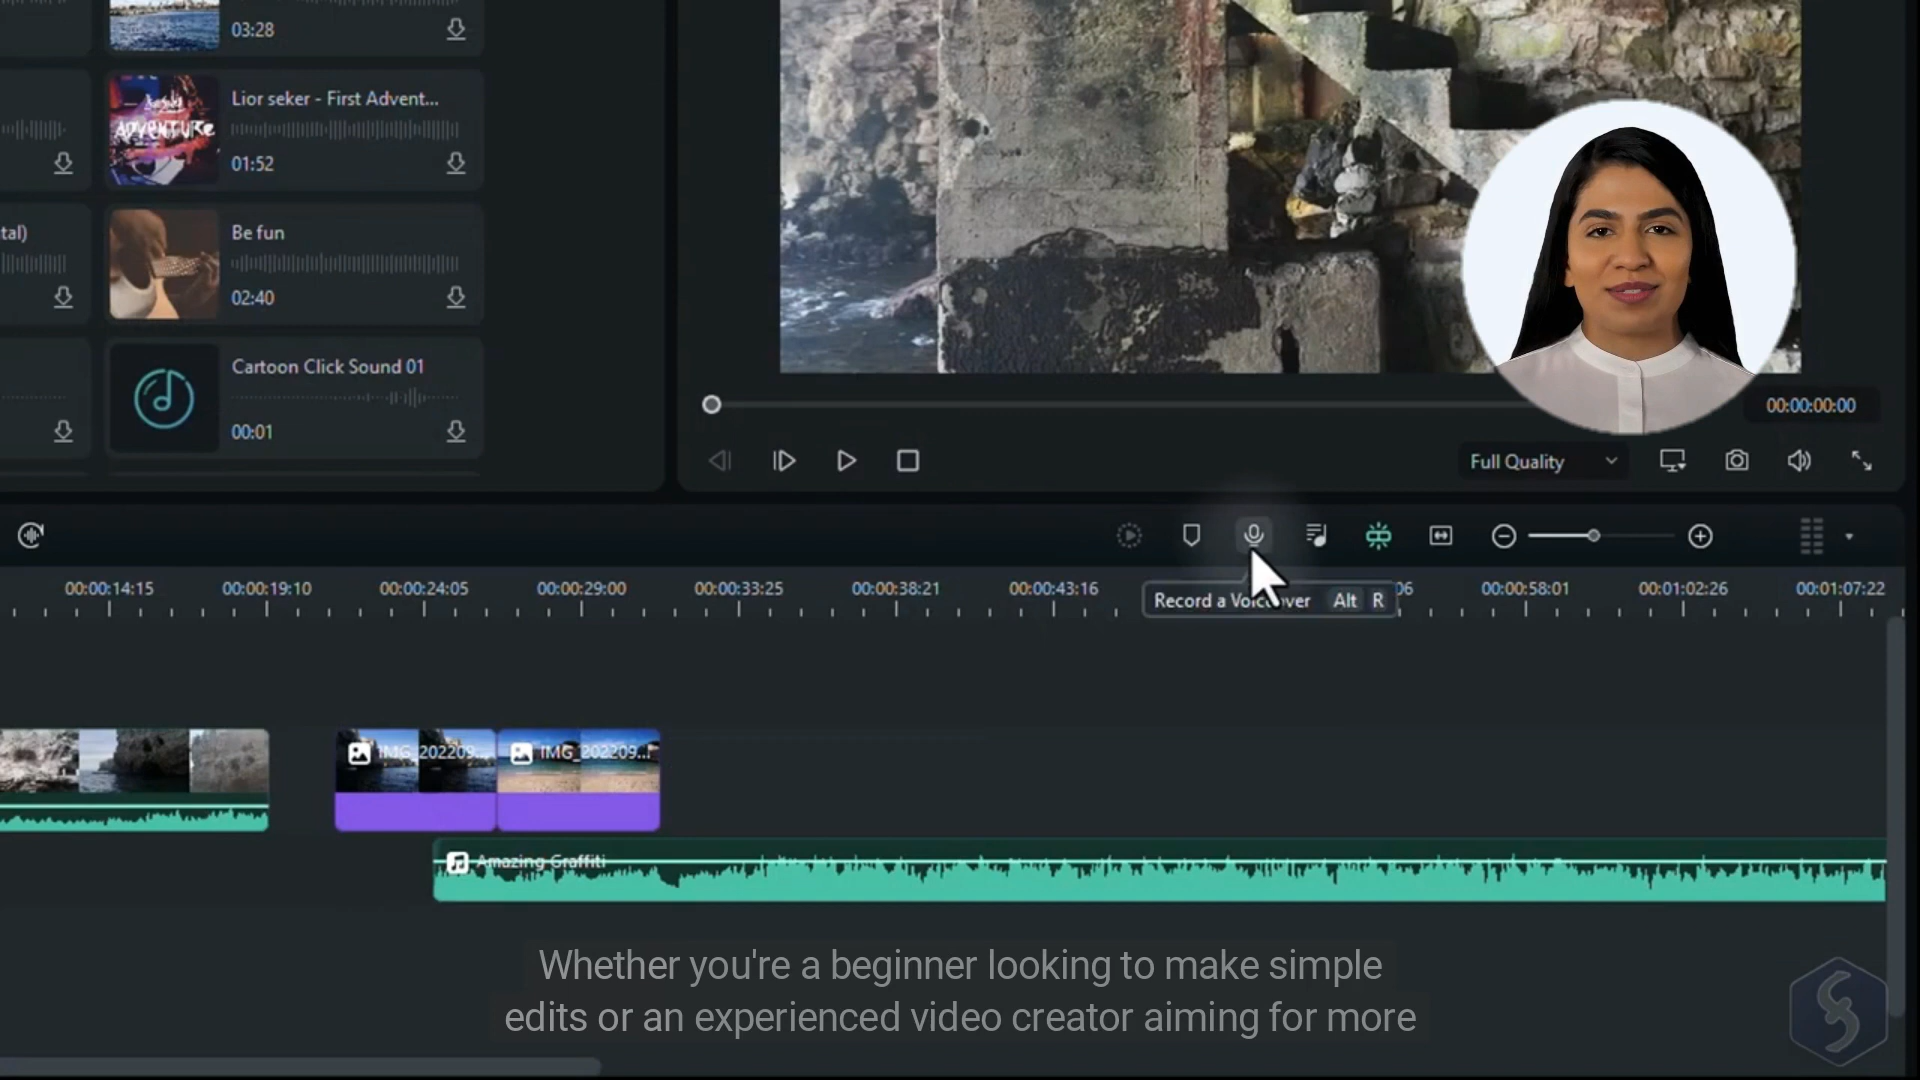 03:28
Lior seker - First Advent...
ADVENTURE
01:52
tal)
Be fun
02:40
Cartoon Click Sound 01
00:01
00:00:00:00
Full Quality
00:00:14:15
00:00:19:10
00:00:24:05
00:00:29:00
00:00:33:25
00:00:38:21
00:00:43:16
06
00:00:58:01
00:01:02:26
00:01:07:22
Record a Voiceover Alt R
IMG_202209...
IMG_202209...
Amazing Graffiti
Whether you're a beginner looking to make simple
edits or an experienced video creator aiming for more